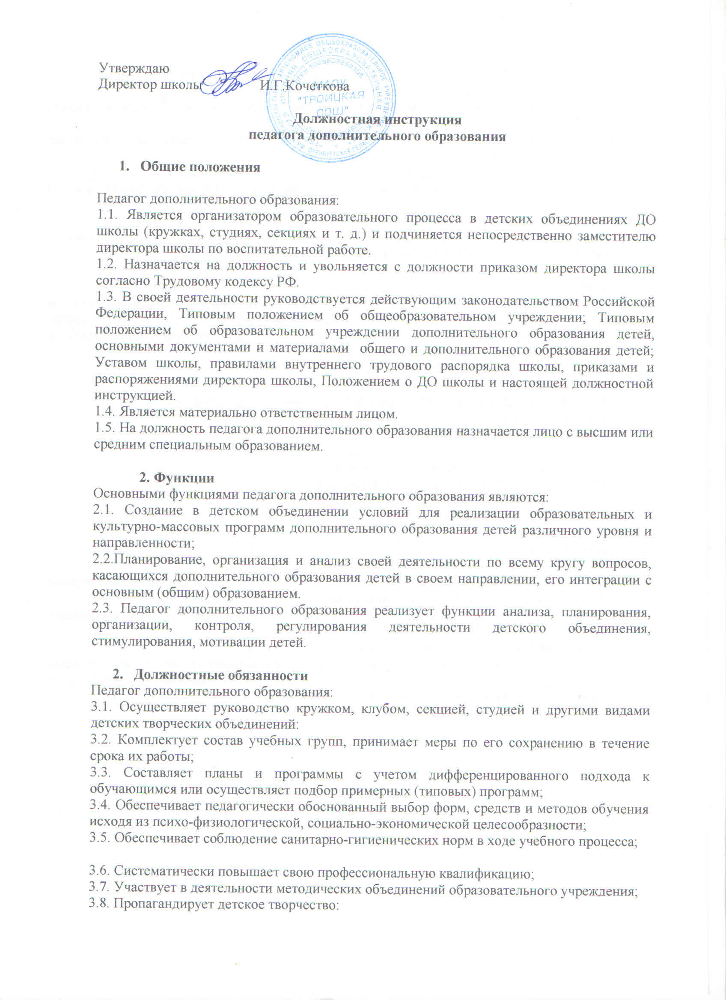 Утверждаю
Директор школы И.Г.Кочеткова
МАОУ
"ТРОИЦКАЯ
СОШ"
Должностная инструкция
педагога дополнительного образования
1. Общие положения
Педагог дополнительного образования:
1.1. Является организатором образовательного процесса в детских объединениях ДО
школы (кружках, студиях, секциях и т. д.) и подчиняется непосредственно заместителю
директора школы по воспитательной работе.
1.2. Назначается на должность и увольняется с должности приказом директора школы
согласно Трудовому кодексу РФ.
1.3. В своей деятельности руководствуется действующим законодательством Российской
Федерации, Типовым положением об общеобразовательном учреждении; Типовым
положением об образовательном учреждении дополнительного образования детей,
основными документами и материалами общего и дополнительного образования детей;
Уставом школы, правилами внутреннего трудового распорядка школы, приказами и
распоряжениями директора школы, Положением о ДО школы и настоящей должностной
инструкцией.
1.4. Является материально ответственным лицом.
1.5. На должность педагога дополнительного образования назначается лицо с высшим или
средним специальным образованием.
2. Функции
Основными функциями педагога дополнительного образования являются:
2.1. Создание в детском объединении условий для реализации образовательных и
культурно-массовых программ дополнительного образования детей различного уровня и
направленности;
2.2.Планирование, организация и анализ своей деятельности по всему кругу вопросов,
касающихся дополнительного образования детей в своем направлении, его интеграции с
основным (общим) образованием.
2.3. Педагог дополнительного образования реализует функции анализа, планирования,
организации, контроля, регулирования деятельности детского объединения,
стимулирования, мотивации детей.
2. Должностные обязанности
Педагог дополнительного образования:
3.1. Осуществляет руководство кружком, клубом, секцией, студией и другими видами
детских творческих объединений:
3.2. Комплектует состав учебных групп, принимает меры по его сохранению в течение
срока их работы;
3.3. Составляет планы и программы с учетом дифференцированного подхода к
обучающимся или осуществляет подбор примерных (типовых) программ;
3.4. Обеспечивает педагогически обоснованный выбор форм, средств и методов обучения
исходя из психо-физиологической, социально-экономической целесообразности;
3.5. Обеспечивает соблюдение санитарно-гигиенических норм в ходе учебного процесса;
3.6. Систематически повышает свою профессиональную квалификацию;
3.7. Участвует в деятельности методических объединений образовательного учреждения;
3.8. Пропагандирует детское творчество: